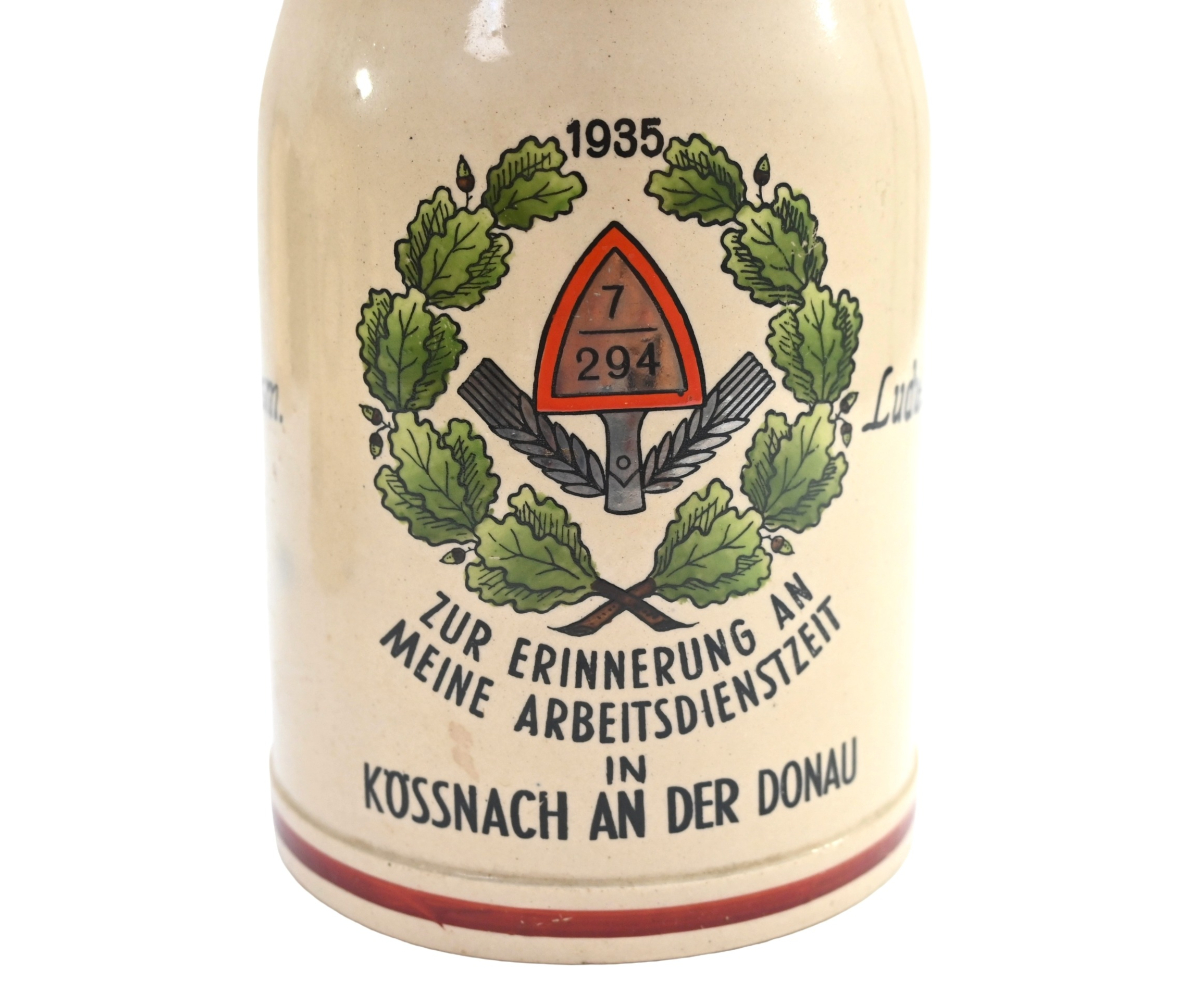 1935
7
294
ZUR ERINNERUNG AN
MEINE ARBEITSDIENSTZEIT
IN
KÖSSNACH AN DER DONAU